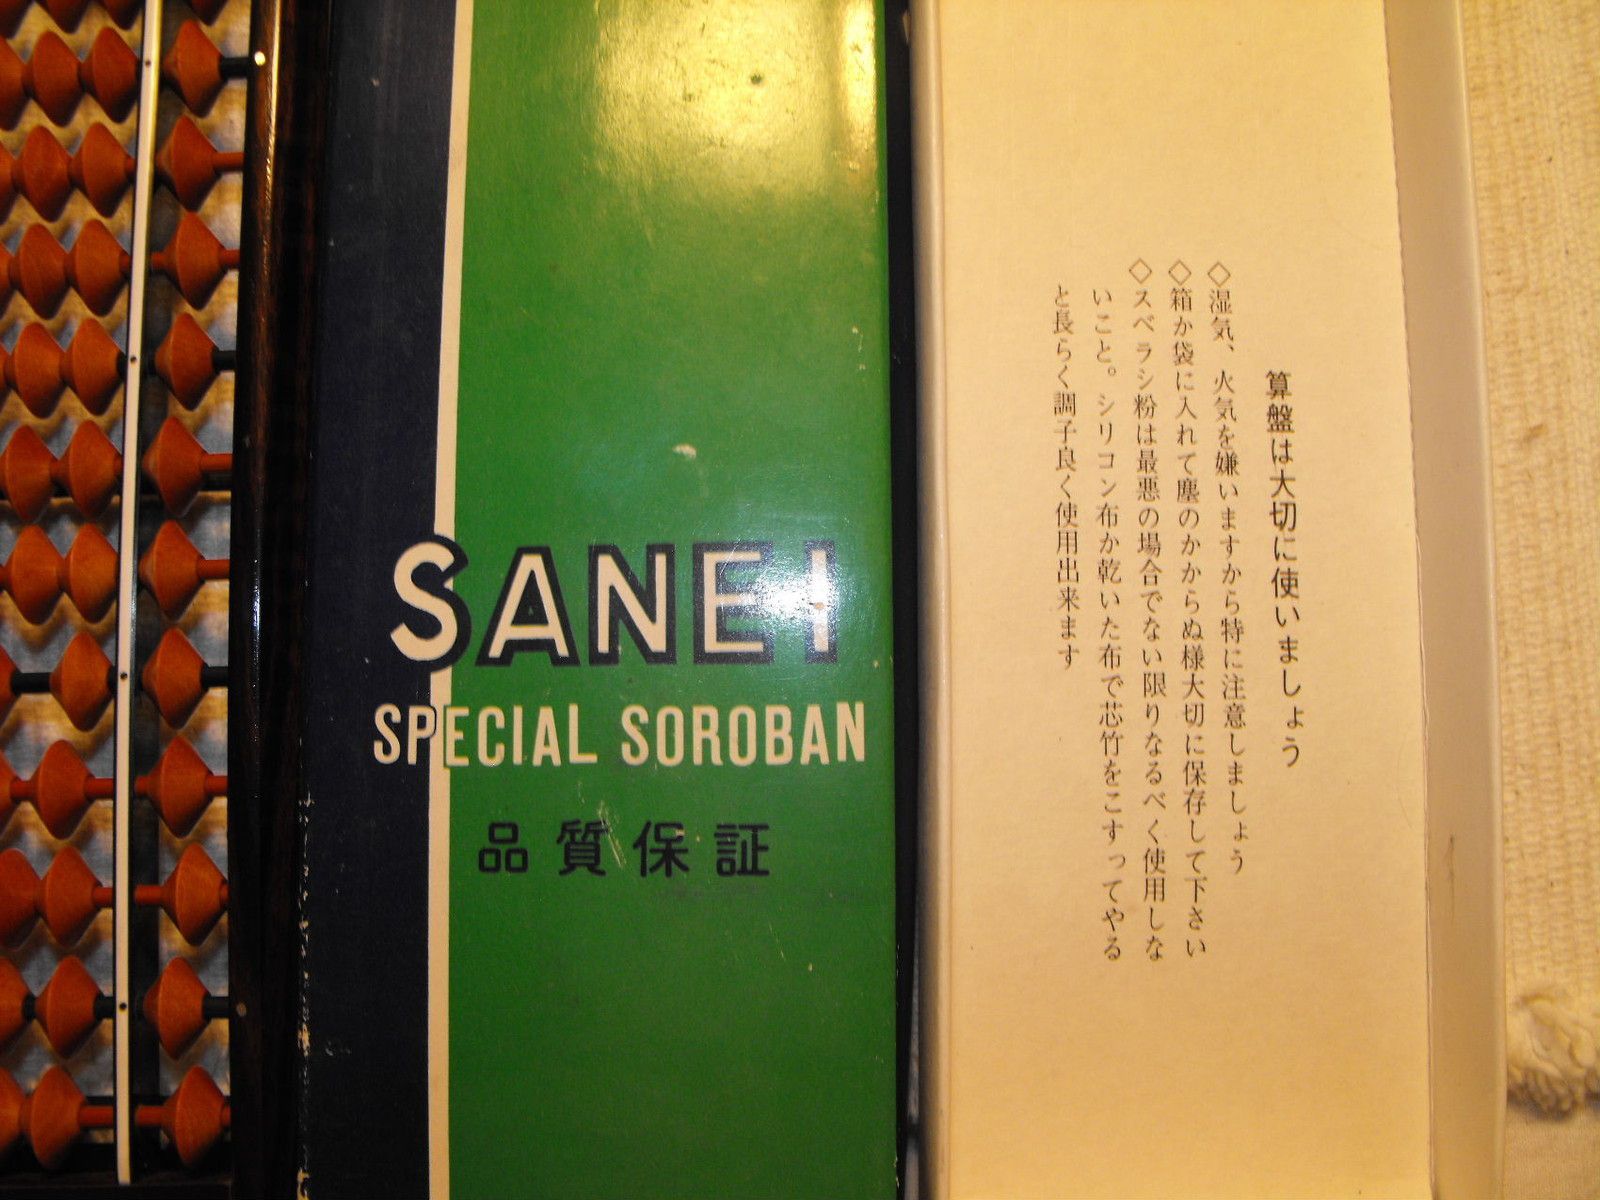 SANEI
SPECIAL SOROBAN
品質保証
算盤は大切に使いましょう
◇湿気、火気を嫌いますから特に注意しましょう
◇箱か袋に入れて塵のかからぬ様大切に保存して下さい
◇スベラシ粉は最悪の場合でない限りなるべく使用しな
いこと。シリコン布か乾いた布で芯竹をこすってやる
と長らく調子良く使用出来ます